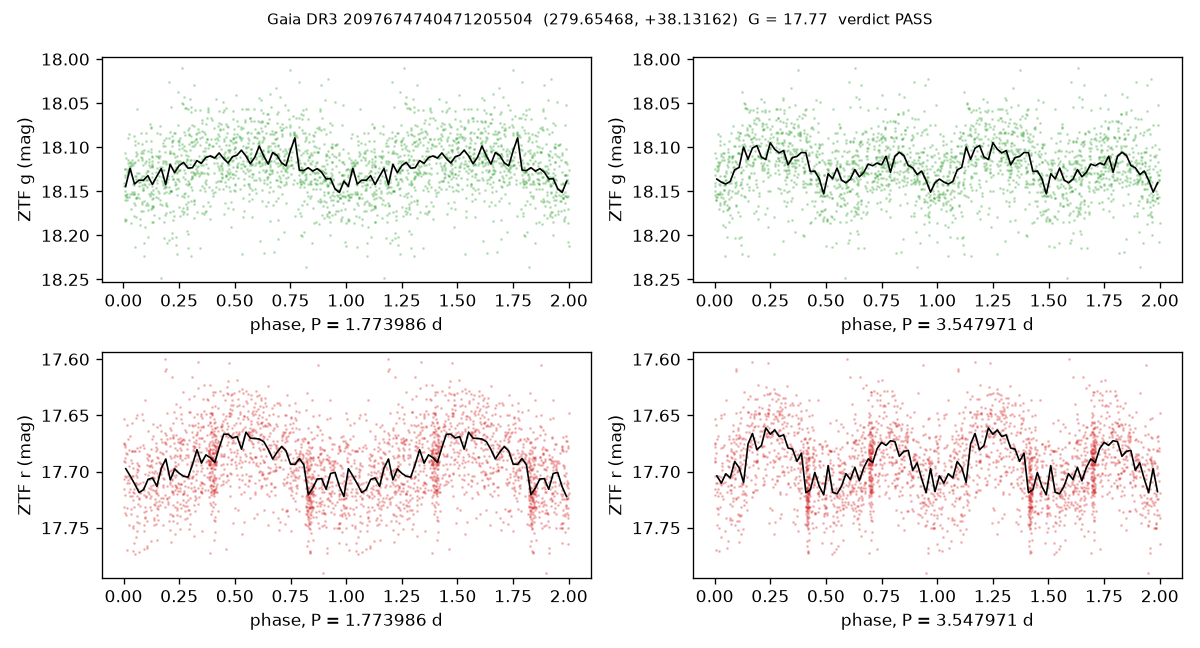 Gaia DR3 2097674740471205504  (279.65468, +38.13162)  G = 17.77  verdict PASS
ZTF g (mag)
18.00
18.05
18.10
18.15
18.20
18.25
0.00 0.25 0.50 0.75 1.00 1.25 1.50 1.75 2.00
phase, P = 1.773986 d
ZTF g (mag)
18.00
18.05
18.10
18.15
18.20
18.25
0.00 0.25 0.50 0.75 1.00 1.25 1.50 1.75 2.00
phase, P = 3.547971 d
ZTF r (mag)
17.60
17.65
17.70
17.75
0.00 0.25 0.50 0.75 1.00 1.25 1.50 1.75 2.00
phase, P = 1.773986 d
ZTF r (mag)
17.60
17.65
17.70
17.75
0.00 0.25 0.50 0.75 1.00 1.25 1.50 1.75 2.00
phase, P = 3.547971 d